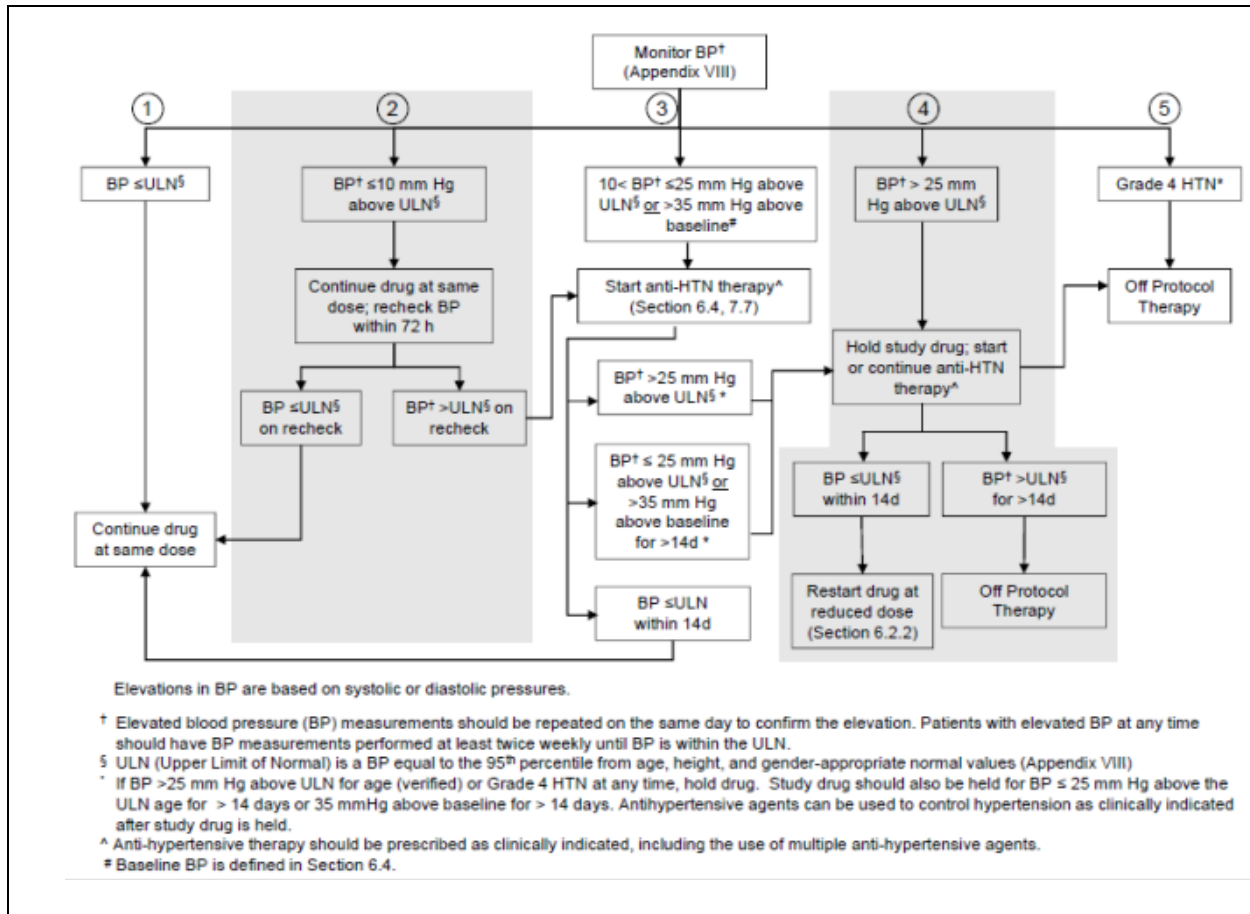 Monitor BP†
(Appendix VIII)
1
2
3
4
5
BP ≤ULN§
BP† ≤10 mm Hg
above ULN§
10< BP† ≤25 mm Hg above
ULN§ or >35 mm Hg above
baseline#
BP† > 25 mm
Hg above ULN§
Grade 4 HTN*
Continue drug at same
dose; recheck BP
within 72 h
Start anti-HTN therapy^
(Section 6.4, 7.7)
Off Protocol
Therapy
Hold study drug; start
or continue anti-HTN
therapy^
BP ≤ULN§
on recheck
BP† >ULN§ on
recheck
BP† >25 mm Hg
above ULN§ *
BP† ≤ 25 mm Hg
above ULN§ or
>35 mm Hg
above baseline
for >14d *
BP ≤ULN§
within 14d
BP† >ULN§
for >14d
Continue drug
at same dose
BP ≤ULN
within 14d
Restart drug at
reduced dose
(Section 6.2.2)
Off Protocol
Therapy
Elevations in BP are based on systolic or diastolic pressures.
† Elevated blood pressure (BP) measurements should be repeated on the same day to confirm the elevation. Patients with elevated BP at any time
should have BP measurements performed at least twice weekly until BP is within the ULN.
§ ULN (Upper Limit of Normal) is a BP equal to the 95th percentile from age, height, and gender-appropriate normal values (Appendix VIII)
* If BP >25 mm Hg above ULN for age (verified) or Grade 4 HTN at any time, hold drug. Study drug should also be held for BP ≤ 25 mm Hg above the
ULN age for > 14 days or 35 mmHg above baseline for > 14 days. Antihypertensive agents can be used to control hypertension as clinically indicated
after study drug is held.
^ Anti-hypertensive therapy should be prescribed as clinically indicated, including the use of multiple anti-hypertensive agents.
# Baseline BP is defined in Section 6.4.